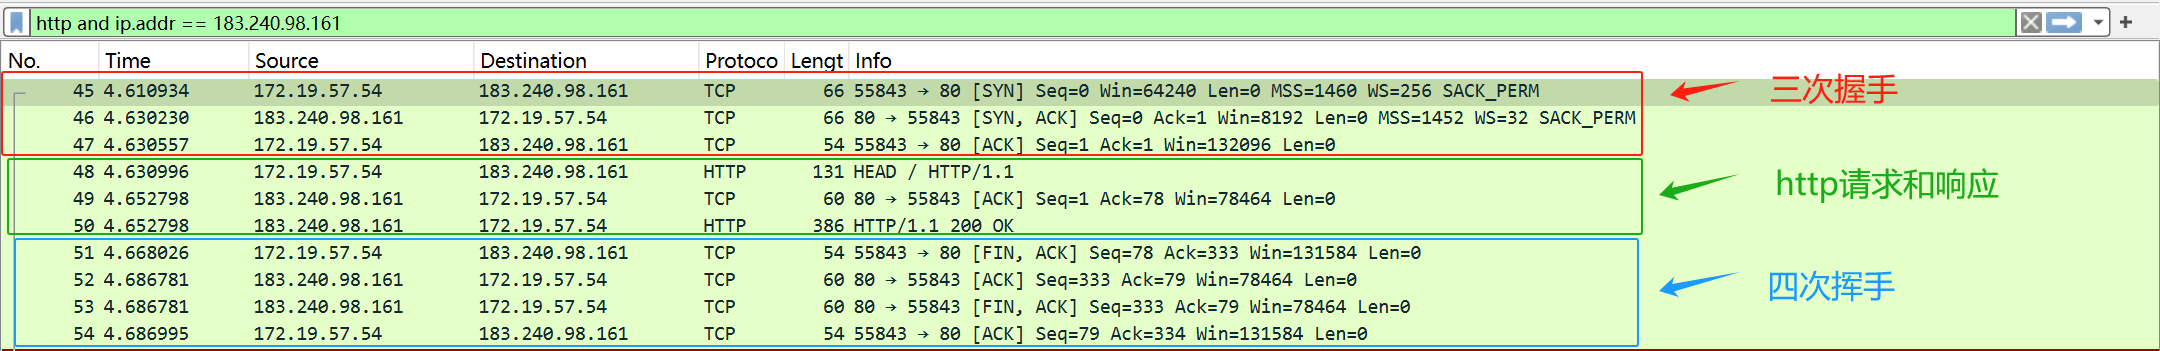 http and ip.addr == 183.240.98.161
No. Time Source Destination Protoco Lengt Info
45 4.610934 172.19.57.54 183.240.98.161 TCP 66 55843 → 80 [SYN] Seq=0 Win=64240 Len=0 MSS=1460 WS=256 SACK_PERM
三次握手
46 4.630230 183.240.98.161 172.19.57.54 TCP 66 80 → 55843 [SYN, ACK] Seq=0 Ack=1 Win=8192 Len=0 MSS=1452 WS=32 SACK_PERM
47 4.630557 172.19.57.54 183.240.98.161 TCP 54 55843 → 80 [ACK] Seq=1 Ack=1 Win=132096 Len=0
48 4.630996 172.19.57.54 183.240.98.161 HTTP 131 HEAD / HTTP/1.1
http请求和响应
49 4.652798 183.240.98.161 172.19.57.54 TCP 60 80 → 55843 [ACK] Seq=1 Ack=78 Win=78464 Len=0
50 4.652798 183.240.98.161 172.19.57.54 HTTP 386 HTTP/1.1 200 OK
51 4.668026 172.19.57.54 183.240.98.161 TCP 54 55843 → 80 [FIN, ACK] Seq=78 Ack=333 Win=131584 Len=0
52 4.686781 183.240.98.161 172.19.57.54 TCP 60 80 → 55843 [ACK] Seq=333 Ack=79 Win=78464 Len=0
四次挥手
53 4.686781 183.240.98.161 172.19.57.54 TCP 60 80 → 55843 [FIN, ACK] Seq=333 Ack=79 Win=78464 Len=0
54 4.686995 172.19.57.54 183.240.98.161 TCP 54 55843 → 80 [ACK] Seq=79 Ack=334 Win=131584 Len=0